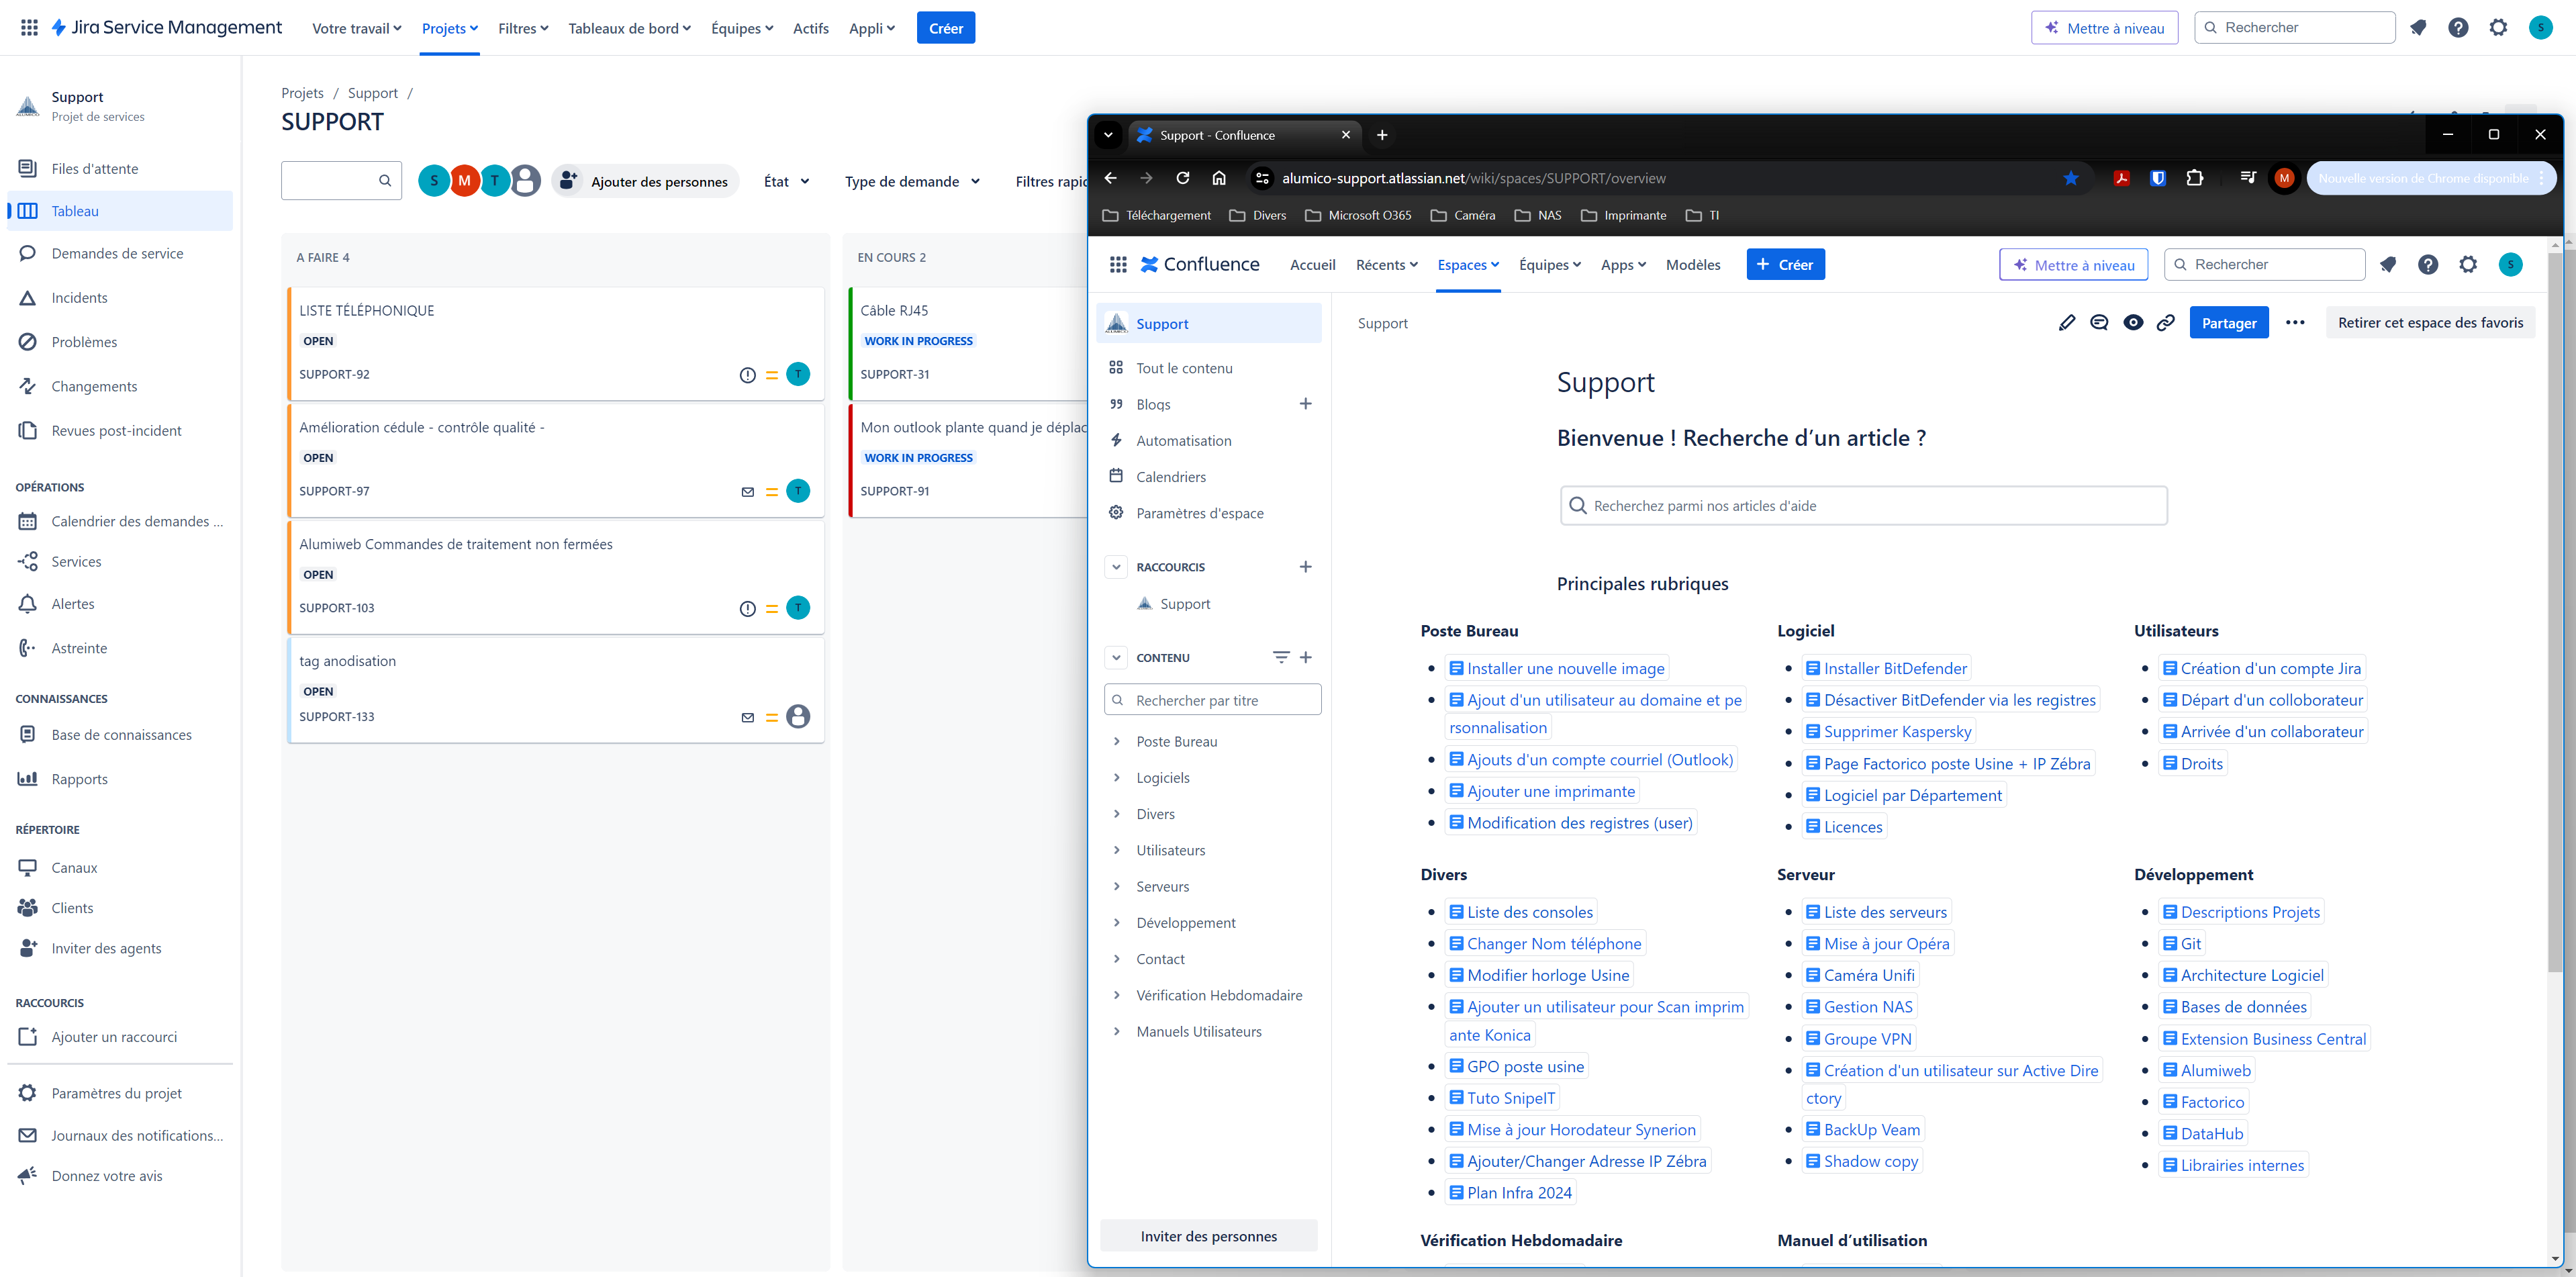 Jira Service Management
Votre travail
Projets
Filtres
Tableaux de bord
Équipes
Actifs
Appli
Créer
Mettre à niveau
Rechercher
S
Support
Projet de services
Files d'attente
Tableau
Demandes de service
Incidents
Problèmes
Changements
Revues post-incident
OPÉRATIONS
Calendrier des demandes ...
Services
Alertes
Astreinte
CONNAISSANCES
Base de connaissances
Rapports
RÉPERTOIRE
Canaux
Clients
Inviter des agents
RACCOURCIS
Ajouter un raccourci
Paramètres du projet
Journaux des notifications...
Donnez votre avis
Projets / Support /
SUPPORT
S M T
Ajouter des personnes
État
Type de demande
Filtres rapid
A FAIRE 4
LISTE TÉLÉPHONIQUE
OPEN
SUPPORT-92
T
Amélioration cédule - contrôle qualité -
OPEN
SUPPORT-97
T
Alumiweb Commandes de traitement non fermées
OPEN
SUPPORT-103
T
tag anodisation
OPEN
SUPPORT-133
EN COURS 2
Câble RJ45
WORK IN PROGRESS
SUPPORT-31
Mon outlook plante quand je déplac
WORK IN PROGRESS
SUPPORT-91
Support - Confluence
alumico-support.atlassian.net/wiki/spaces/SUPPORT/overview
M
Nouvelle version de Chrome disponible
Téléchargement
Divers
Microsoft O365
Caméra
NAS
Imprimante
TI
Confluence
Accueil
Récents
Espaces
Équipes
Apps
Modèles
+ Créer
Mettre à niveau
Rechercher
S
Support
Tout le contenu
Blogs
Automatisation
Calendriers
Paramètres d'espace
RACCOURCIS
Support
CONTENU
Rechercher par titre
Poste Bureau
Logiciels
Divers
Utilisateurs
Serveurs
Développement
Contact
Vérification Hebdomadaire
Manuels Utilisateurs
Inviter des personnes
Support
Partager
Retirer cet espace des favoris
Support
Bienvenue ! Recherche d’un article ?
Recherchez parmi nos articles d'aide
Principales rubriques
Poste Bureau
Installer une nouvelle image
Ajout d'un utilisateur au domaine et pe
rsonnalisation
Ajouts d'un compte courriel (Outlook)
Ajouter une imprimante
Modification des registres (user)
Logiciel
Installer BitDefender
Désactiver BitDefender via les registres
Supprimer Kaspersky
Page Factorico poste Usine + IP Zébra
Logiciel par Département
Licences
Utilisateurs
Création d'un compte Jira
Départ d'un colloborateur
Arrivée d'un collaborateur
Droits
Divers
Liste des consoles
Changer Nom téléphone
Modifier horloge Usine
Ajouter un utilisateur pour Scan imprim
ante Konica
GPO poste usine
Tuto SnipeIT
Mise à jour Horodateur Synerion
Ajouter/Changer Adresse IP Zébra
Plan Infra 2024
Serveur
Liste des serveurs
Mise à jour Opéra
Caméra Unifi
Gestion NAS
Groupe VPN
Création d'un utilisateur sur Active Dire
ctory
BackUp Veam
Shadow copy
Développement
Descriptions Projets
Git
Architecture Logiciel
Bases de données
Extension Business Central
Alumiweb
Factorico
DataHub
Librairies internes
Vérification Hebdomadaire
Manuel d’utilisation